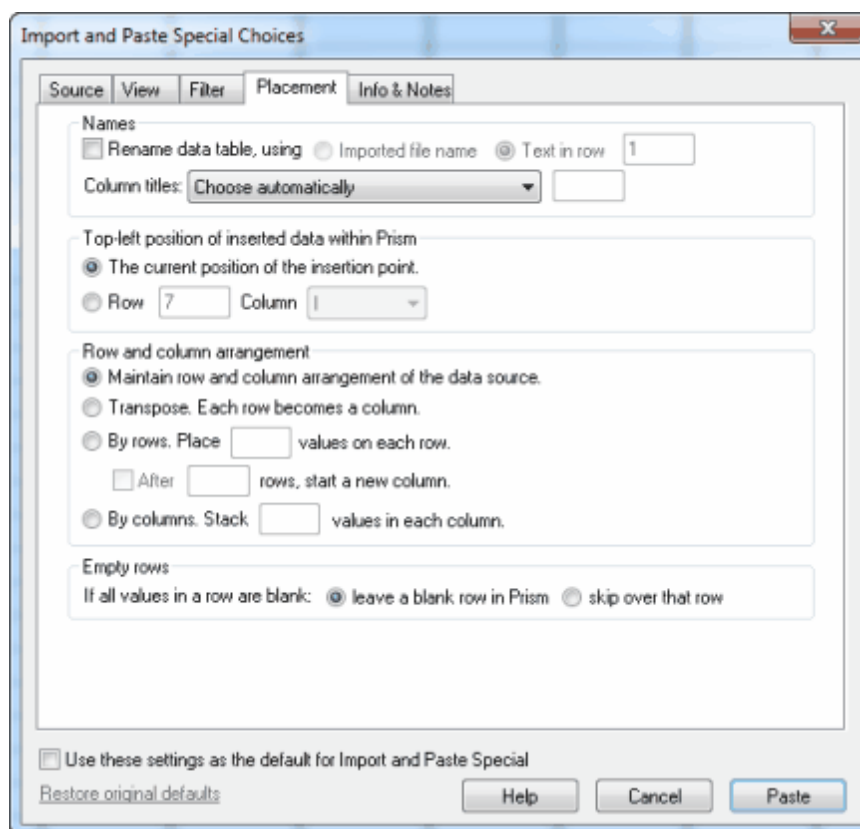 Import and Paste Special Choices
Source View Filter Placement Info & Notes
Names
Rename data table, using Imported file name Text in row 1
Column titles: Choose automatically
Top-left position of inserted data within Prism
The current position of the insertion point.
Row 7 Column I
Row and column arrangement
Maintain row and column arrangement of the data source.
Transpose. Each row becomes a column.
By rows. Place values on each row.
After rows, start a new column.
By columns. Stack values in each column.
Empty rows
If all values in a row are blank: leave a blank row in Prism skip over that row
Use these settings as the default for Import and Paste Special
Restore original defaults Help Cancel Paste